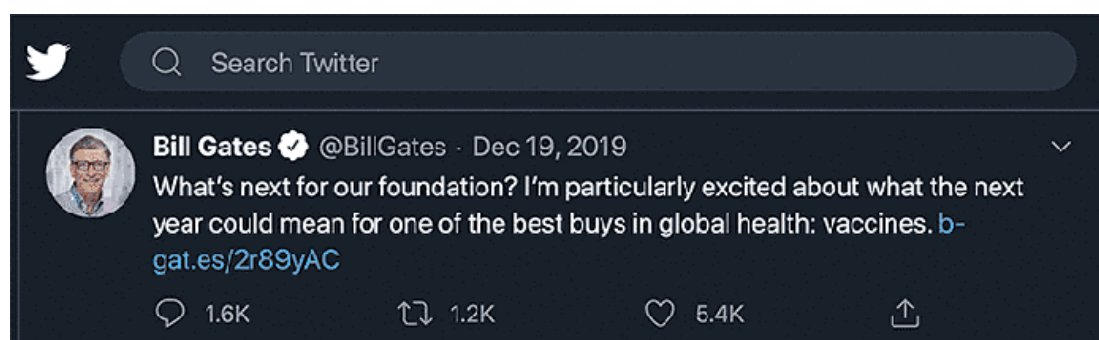 Search Twitter
Bill Gates @BillGates · Dec 19, 2019
What's next for our foundation? I'm particularly excited about what the next
year could mean for one of the best buys in global health: vaccines. b-
gat.es/2r89yAC
1.6K 1.2K 5.4K